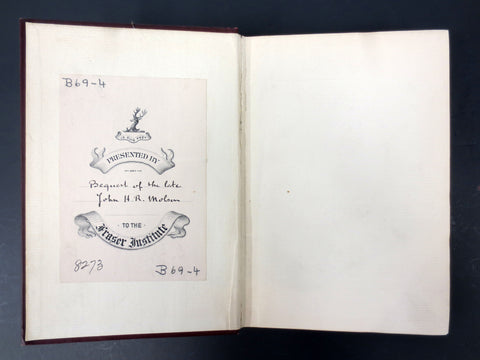 B69-4
PRESENTED BY
Bequest of the late
John H. R. Molson
TO THE
Fraser Institute
8273
B69-4